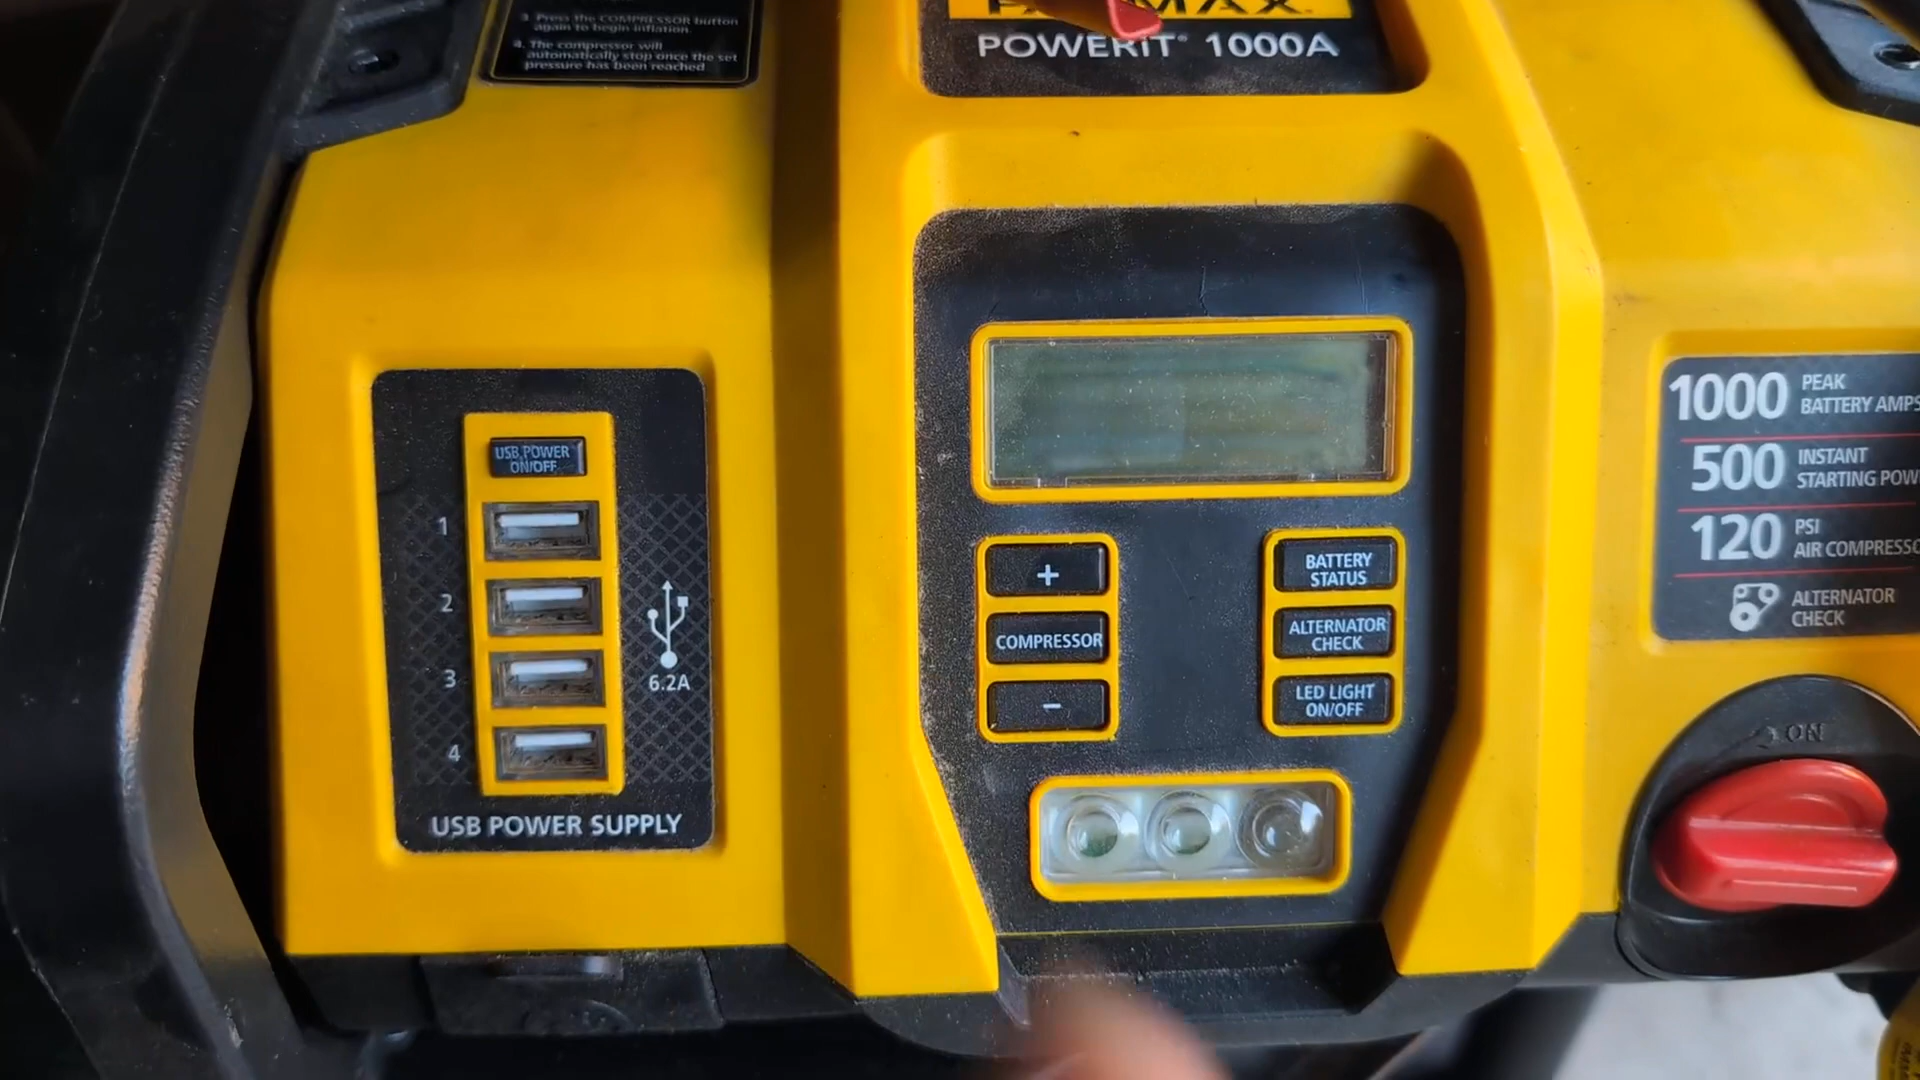 3. Press the COMPRESSOR button
again to begin inflation.
4. The compressor will
automatically stop once the set
pressure has been reached
MAX
POWERIT® 1000A
USB POWER
ON/OFF
1
2
3
4
6.2A
USB POWER SUPPLY
+
COMPRESSOR
-
BATTERY
STATUS
ALTERNATOR
CHECK
LED LIGHT
ON/OFF
1000 PEAK
BATTERY AMPS
500 INSTANT
STARTING POW
120 PSI
AIR COMPRESSO
ALTERNATOR
CHECK
ON